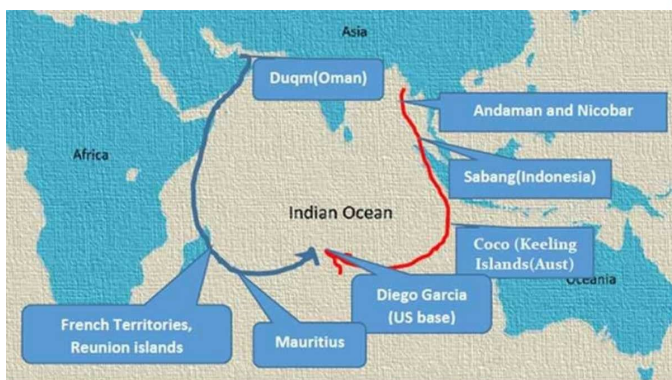 Asia
Duqm(Oman)
Andaman and Nicobar
Africa
Sabang(Indonesia)
Indian Ocean
Coco (Keeling
Islands(Aust)
Oceania
Diego Garcia
(US base)
French Territories,
Reunion islands
Mauritius